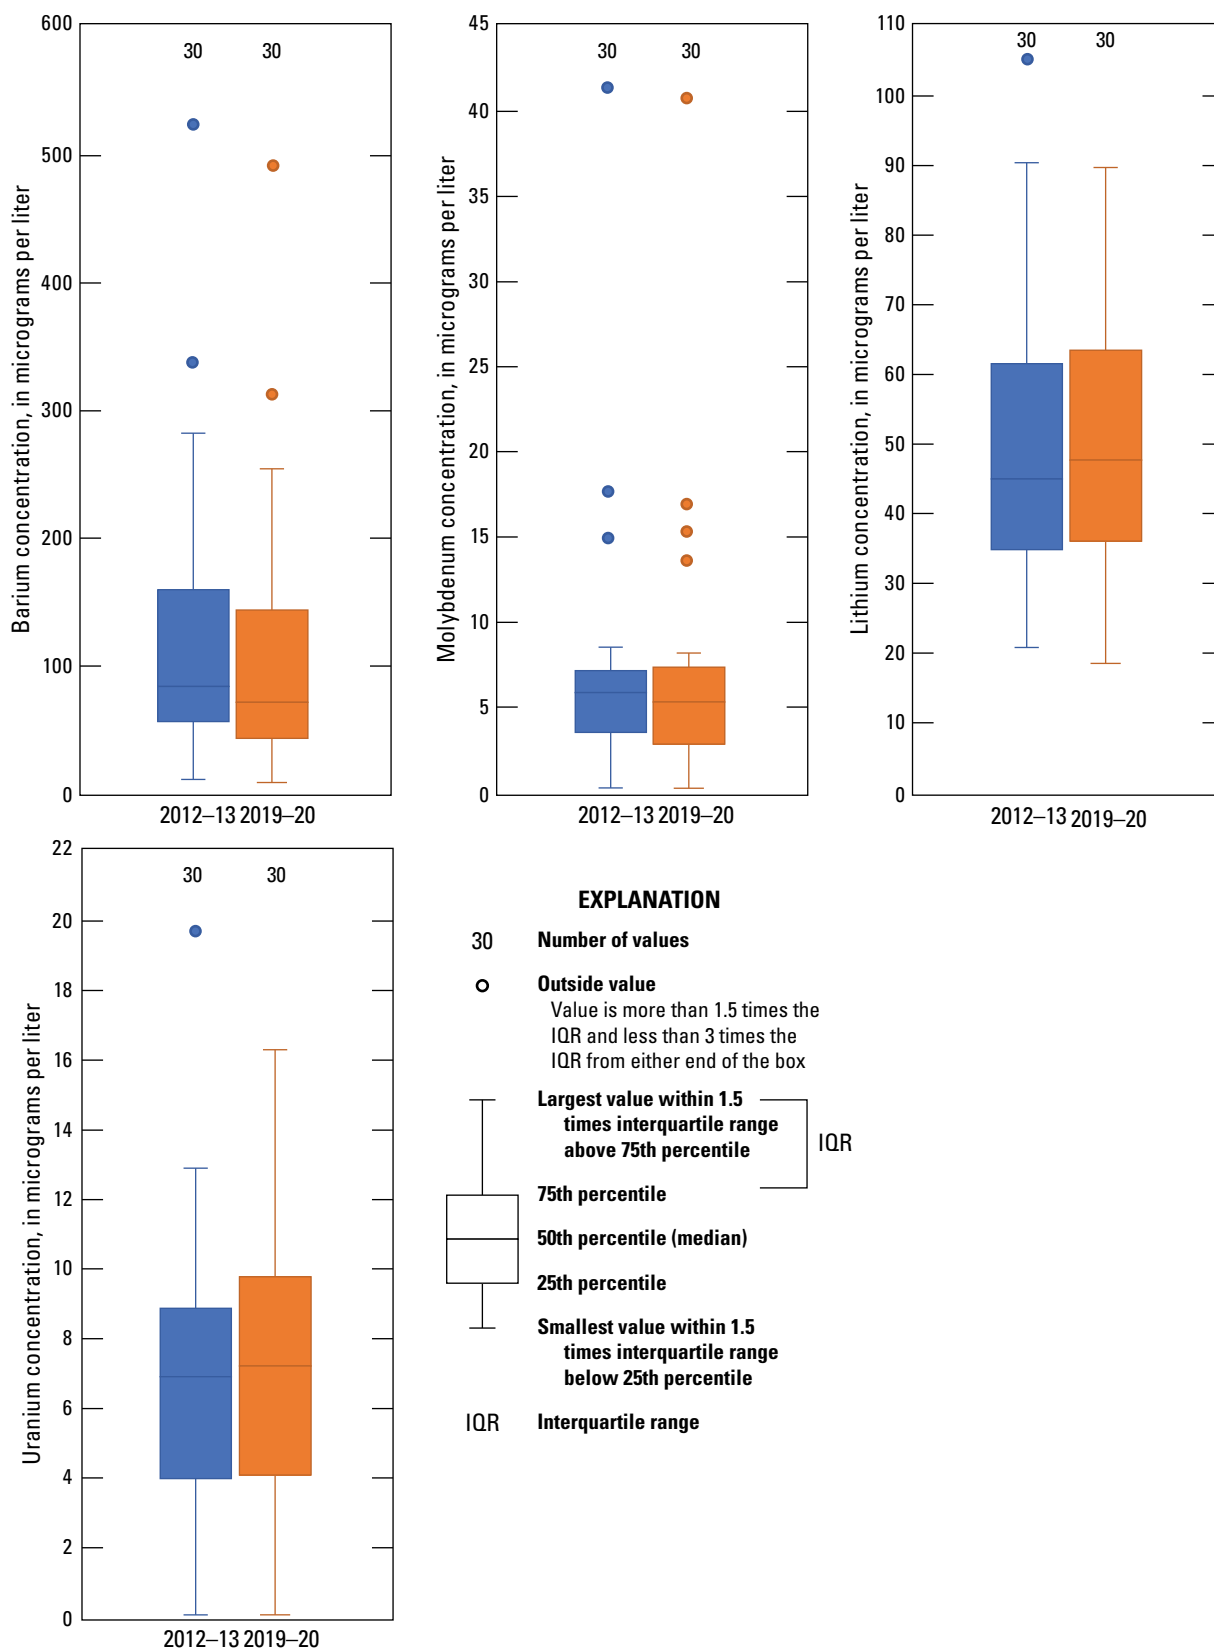 Barium concentration, in micrograms per liter
600
500
400
300
200
100
0
30 30
2012–13 2019–20
Molybdenum concentration, in micrograms per liter
45
40
35
30
25
20
15
10
5
0
30 30
2012–13 2019–20
Lithium concentration, in micrograms per liter
110
100
90
80
70
60
50
40
30
20
10
0
30 30
2012–13 2019–20
Uranium concentration, in micrograms per liter
22
20
18
16
14
12
10
8
6
4
2
0
30 30
2012–13 2019–20
EXPLANATION
30 Number of values
Outside value
Value is more than 1.5 times the
IQR and less than 3 times the
IQR from either end of the box
Largest value within 1.5
times interquartile range
above 75th percentile
IQR
75th percentile
50th percentile (median)
25th percentile
Smallest value within 1.5
times interquartile range
below 25th percentile
IQR Interquartile range